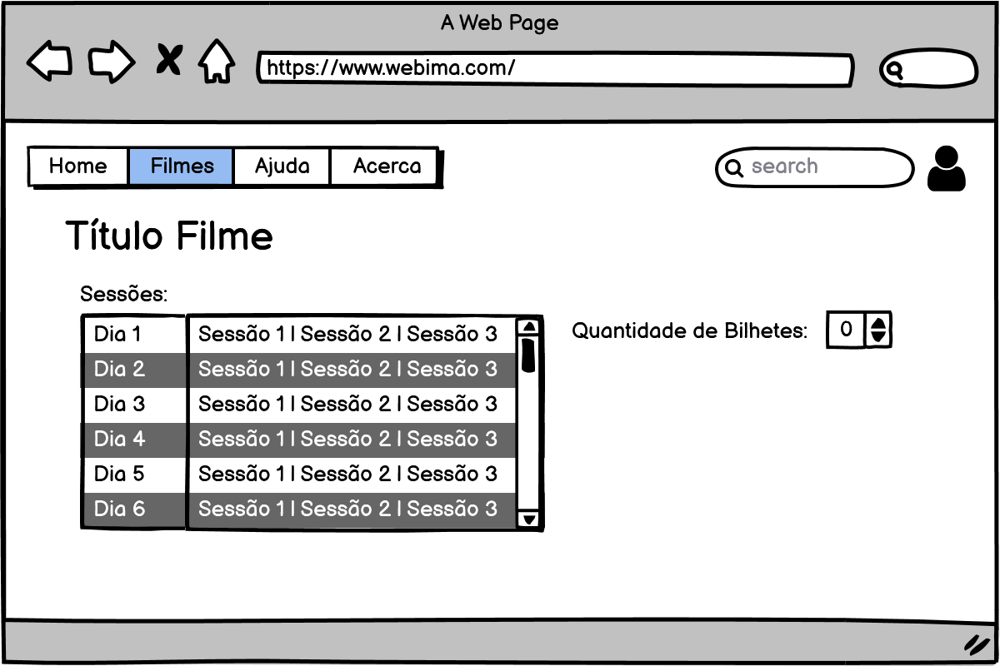 A Web Page
https://www.webima.com/
Home Filmes Ajuda Acerca
search
Título Filme
Sessões:
Dia 1 Sessão 1 | Sessão 2 | Sessão 3
Quantidade de Bilhetes: 0
Dia 2 Sessão 1 | Sessão 2 | Sessão 3
Dia 3 Sessão 1 | Sessão 2 | Sessão 3
Dia 4 Sessão 1 | Sessão 2 | Sessão 3
Dia 5 Sessão 1 | Sessão 2 | Sessão 3
Dia 6 Sessão 1 | Sessão 2 | Sessão 3